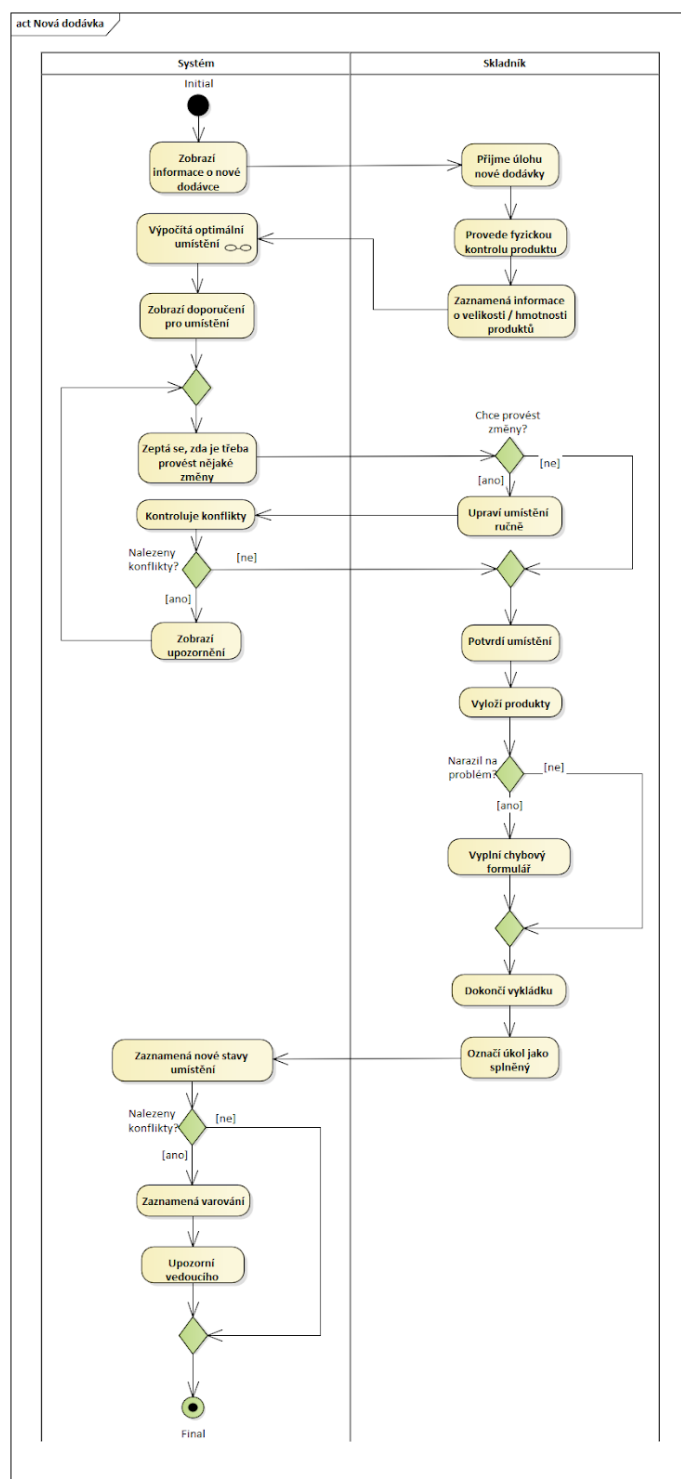 act Nová dodávka
Systém
Skladník
Initial
Zobrazí
informace o nové
dodávce
Přijme úlohu
nové dodávky
Provede fyzickou
kontrolu produktu
Zaznamená informace
o velikosti / hmotnosti
produktů
Výpočítá optimální
umístění
Zobrazí doporučení
pro umístění
Zeptá se, zda je třeba
provést nějaké
změny
Chce provést
změny?
[ne]
[ano]
Upraví umístění
ručně
Kontroluje konflikty
Nalezeny
konflikty?
[ne]
[ano]
Zobrazí
upozornění
Potvrdí umístění
Vyloží produkty
Narazil na
problém?
[ne]
[ano]
Vyplní chybový
formulář
Dokončí vykládku
Označí úkol jako
splněný
Zaznamená nové stavy
umístění
Nalezeny
konflikty?
[ne]
[ano]
Zaznamená varování
Upozorní
vedoucího
Final